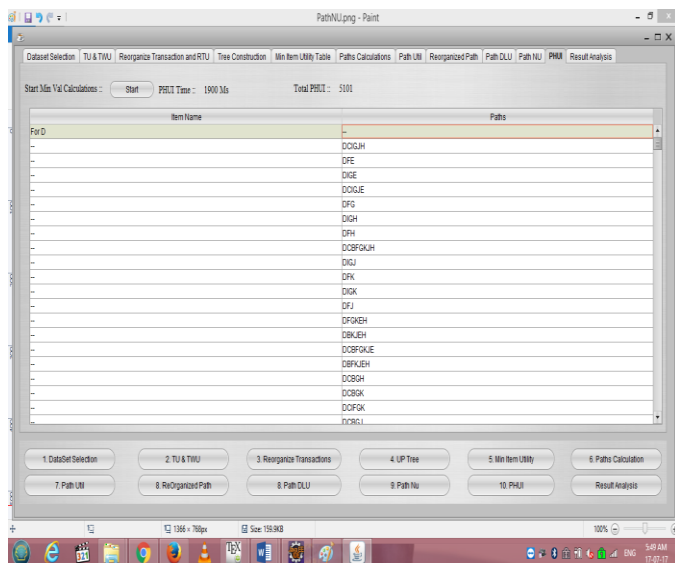 PathNU.png - Paint
Dataset Selection TU & TWU Reorganize Transaction and RTU Tree Construction Min Item Utility Table Paths Calculations Path Util Reorganized Path Path DLU Path NU PHUI Result Analysis
Start Min Val Calculations :: Start PHUI Time :: 1900 Ms Total PHUI :: 5101
Item Name Paths
For D --
-- DCIGJH
-- DFE
-- DIGE
-- DCIGJE
-- DFG
-- DIGH
-- DFH
-- DCBFGKJH
-- DIGJ
-- DFK
-- DIGK
-- DFJ
-- DFGKEH
-- DBKJEH
-- DCBFGKJE
-- DBFKJEH
-- DCBGH
-- DCBGK
-- DCIFGK
-- DCBGJ
1. DataSet Selection 2. TU & TWU 3. Reorganize Transactions 4. UP Tree 5. Min Item Utility 6. Paths Calculation
7. Path Util 8. ReOrganized Path 8. Path DLU 9. Path Nu 10. PHUI Result Analysis
1366 × 768px Size: 159.9KB 100%
321 TEX W ENG 5:49 AM
17-07-17